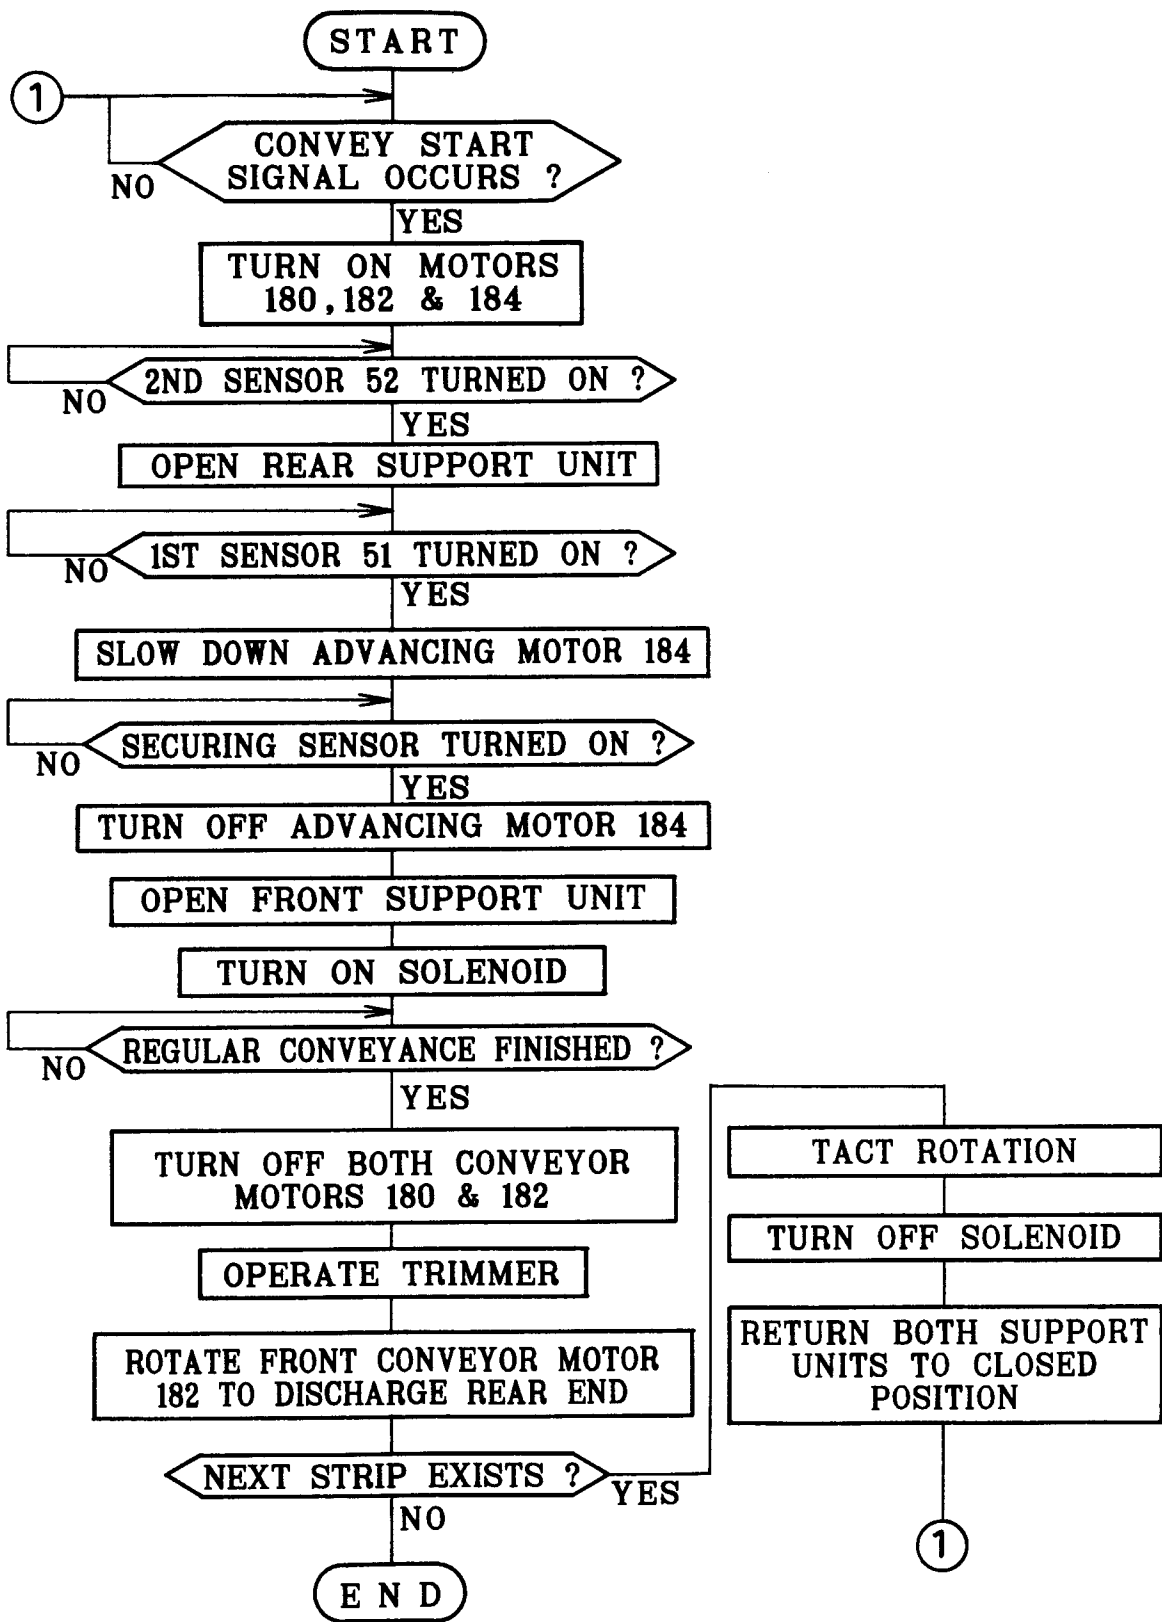 START
1
CONVEY START
SIGNAL OCCURS ?
NO
YES
TURN ON MOTORS
180,182 & 184
2ND SENSOR 52 TURNED ON ?
NO
YES
OPEN REAR SUPPORT UNIT
1ST SENSOR 51 TURNED ON ?
NO
YES
SLOW DOWN ADVANCING MOTOR 184
SECURING SENSOR TURNED ON ?
NO
YES
TURN OFF ADVANCING MOTOR 184
OPEN FRONT SUPPORT UNIT
TURN ON SOLENOID
REGULAR CONVEYANCE FINISHED ?
NO
YES
TURN OFF BOTH CONVEYOR
MOTORS 180 & 182
OPERATE TRIMMER
ROTATE FRONT CONVEYOR MOTOR
182 TO DISCHARGE REAR END
NEXT STRIP EXISTS ?
YES
NO
END
TACT ROTATION
TURN OFF SOLENOID
RETURN BOTH SUPPORT
UNITS TO CLOSED
POSITION
1